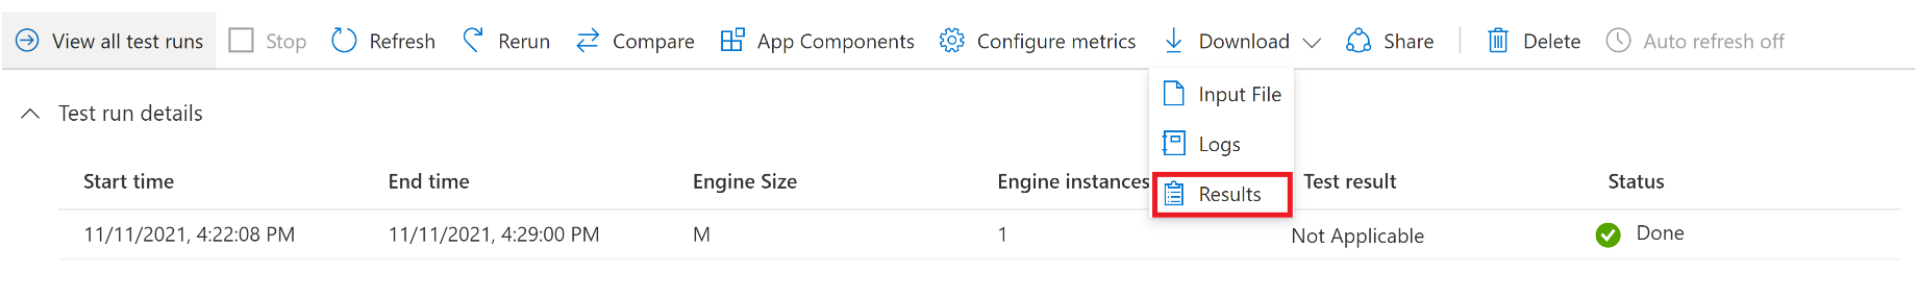 View all test runs Stop Refresh Rerun Compare App Components Configure metrics Download Share Delete Auto refresh off
Input File
Test run details
Logs
Start time End time Engine Size Engine instances Test result Status
Results
11/11/2021, 4:22:08 PM 11/11/2021, 4:29:00 PM M 1 Not Applicable Done